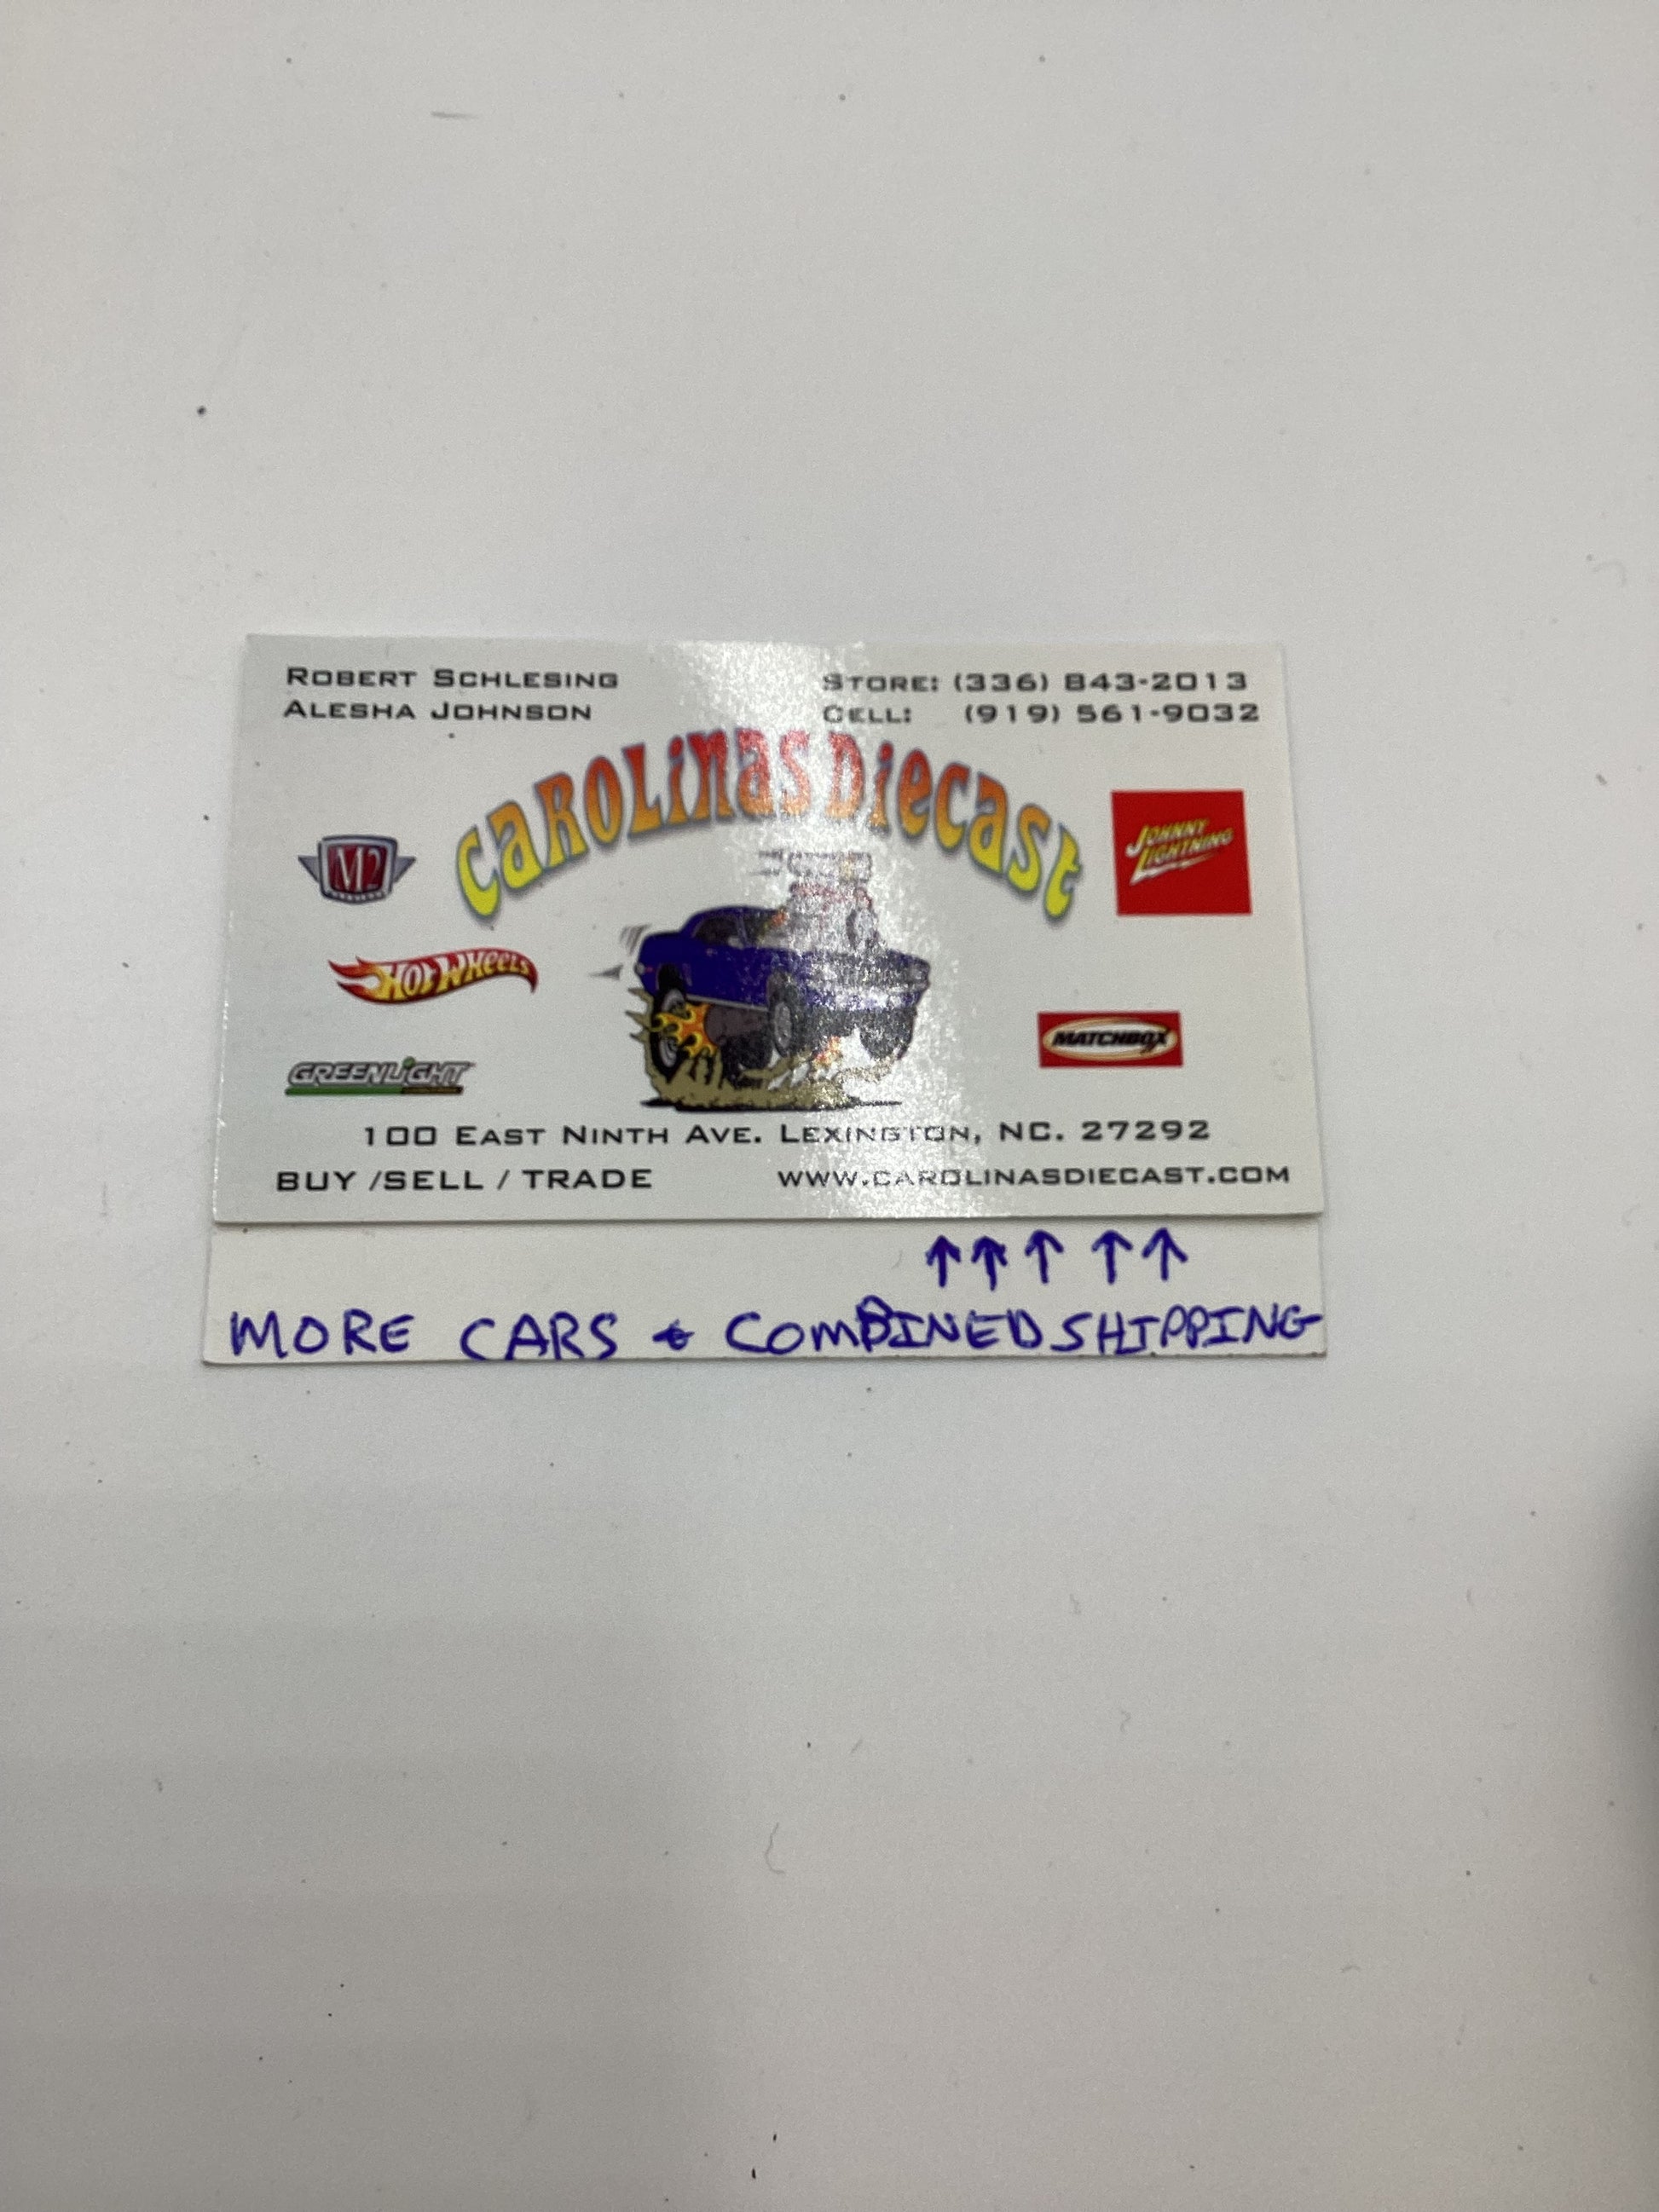 ROBERT SCHLESING
ALESHA JOHNSON
STORE: (336) 843-2013
CELL: (919) 561-9032
CAROLINAS DIECAST
M2
JOHNNY
LIGHTNING
HOT WHEELS
MATCHBOX
GREENLIGHT
100 EAST NINTH AVE. LEXINGTON, NC. 27292
BUY /SELL / TRADE
WWW.CAROLINASDIECAST.COM
↑↑↑↑↑
MORE CARS & COMBINED SHIPPING